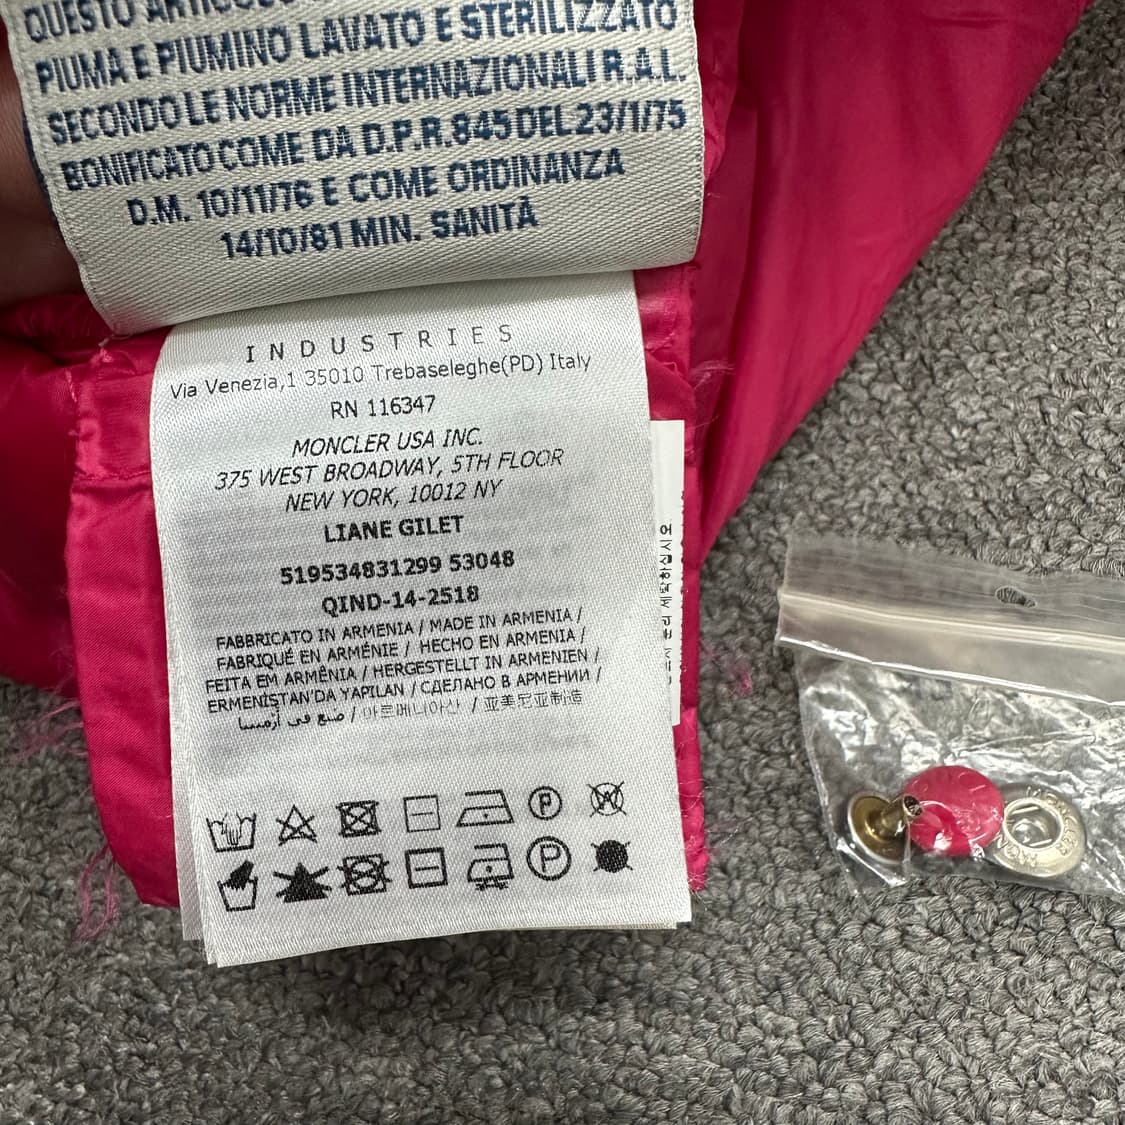 QUESTO ARTICOLO
PIUMA E PIUMINO LAVATO E STERILIZZATO
SECONDO LE NORME INTERNAZIONALI R.A.L.
BONIFICATO COME DA D.P.R.845 DEL 23/1/75
D.M. 10/11/76 E COME ORDINANZA
14/10/81 MIN. SANITÀ
INDUSTRIES
Via Venezia,1 35010 Trebaseleghe(PD) Italy
RN 116347
MONCLER USA INC.
375 WEST BROADWAY, 5TH FLOOR
NEW YORK, 10012 NY
LIANE GILET
519534831299 53048
QIND-14-2518
FABBRICATO IN ARMENIA / MADE IN ARMENIA /
FABRIQUÉ EN ARMÉNIE / HECHO EN ARMENIA /
FEITA EM ARMÊNIA / HERGESTELLT IN ARMENIEN /
ERMENİSTAN'DA YAPILAN / СДЕЛАНО В АРМЕНИИ /
صنع في أرمينيا / 아르메니아산 / 亚美尼亚制造
P
P
MONCLER